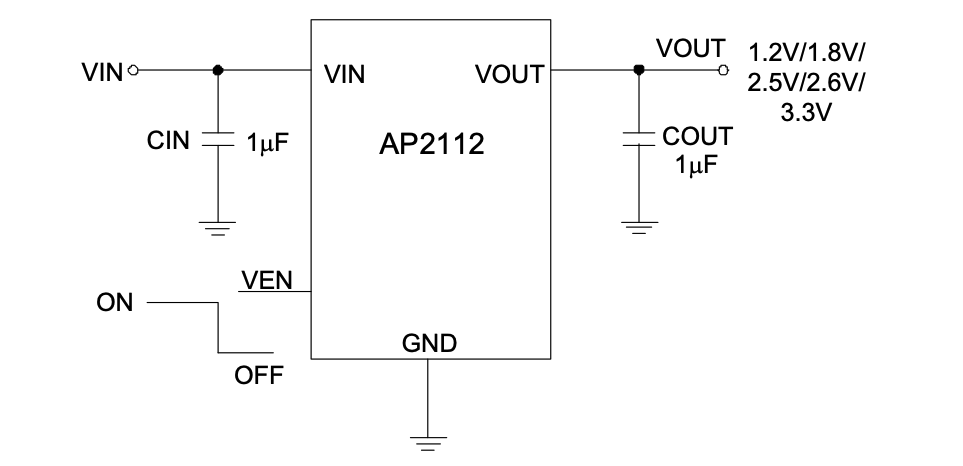 VIN
VIN
VOUT
VOUT
1.2V/1.8V/
2.5V/2.6V/
3.3V
CIN
1μF
AP2112
COUT
1μF
VEN
ON
OFF
GND